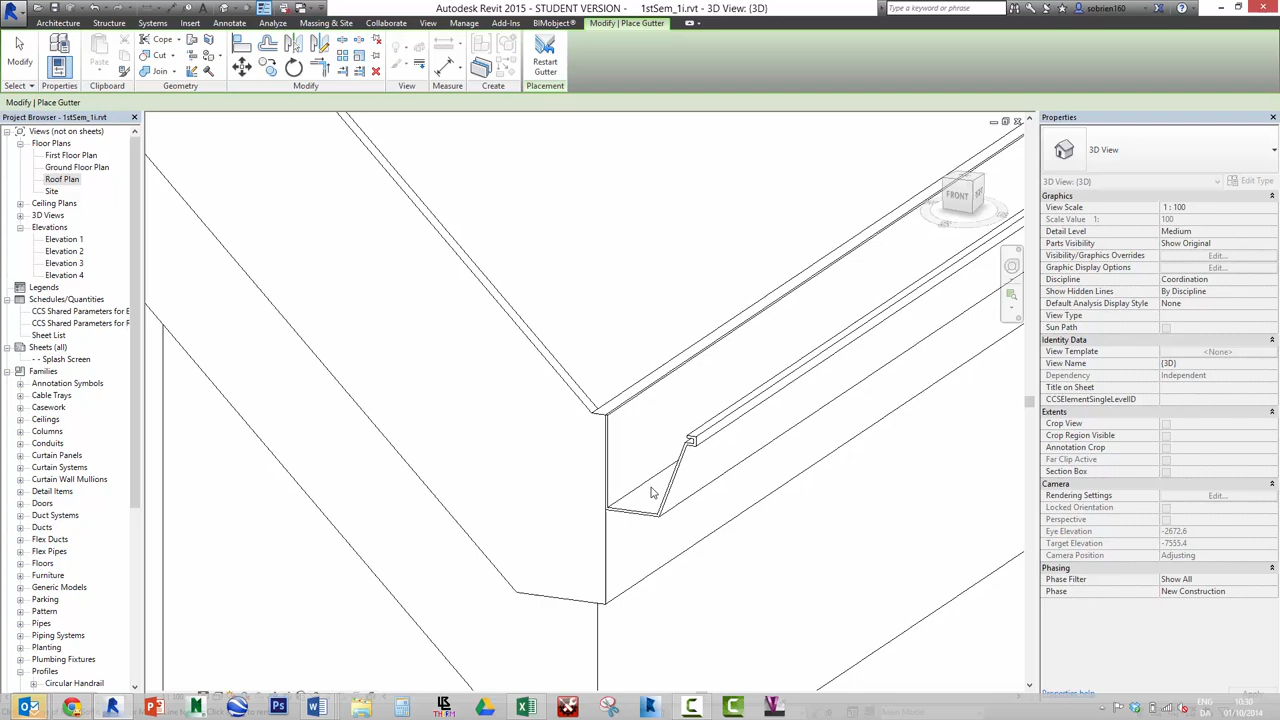 Autodesk Revit 2015 - STUDENT VERSION - 1stSem_1i.rvt - 3D View: {3D}
Type a keyword or phrase
sobrien160
Architecture Structure Systems Insert Annotate Analyze Massing & Site Collaborate View Manage Add-Ins BIMobject® Modify | Place Gutter
Modify
Paste
Cope
Cut
Join
Restart
Gutter
Select Properties Clipboard Geometry Modify View Measure Create Placement
Modify | Place Gutter
Project Browser - 1stSem_1i.rvt
Views (not on sheets)
Floor Plans
First Floor Plan
Ground Floor Plan
Roof Plan
Site
Ceiling Plans
3D Views
Elevations
Elevation 1
Elevation 2
Elevation 3
Elevation 4
Legends
Schedules/Quantities
CCS Shared Parameters for E
CCS Shared Parameters for F
Sheet List
Sheets (all)
- - Splash Screen
Families
Annotation Symbols
Cable Trays
Casework
Ceilings
Columns
Conduits
Curtain Panels
Curtain Systems
Curtain Wall Mullions
Detail Items
Doors
Duct Systems
Ducts
Flex Ducts
Flex Pipes
Floors
Furniture
Generic Models
Parking
Pattern
Pipes
Piping Systems
Planting
Plumbing Fixtures
Profiles
Circular Handrail
FRONT
Properties
3D View
3D View: {3D} Edit Type
Graphics
View Scale 1 : 100
Scale Value 1: 100
Detail Level Medium
Parts Visibility Show Original
Visibility/Graphics Overrides Edit...
Graphic Display Options Edit...
Discipline Coordination
Show Hidden Lines By Discipline
Default Analysis Display Style None
View Type
Sun Path
Identity Data
View Template <None>
View Name {3D}
Dependency Independent
Title on Sheet
CCSElementSingleLevelID
Extents
Crop View
Crop Region Visible
Annotation Crop
Far Clip Active
Section Box
Camera
Rendering Settings Edit...
Locked Orientation
Perspective
Eye Elevation -2672.6
Target Elevation -7555.4
Camera Position Adjusting
Phasing
Phase Filter Show All
Phase New Construction
Properties help
ENG
DA
10:30
01/10/2014